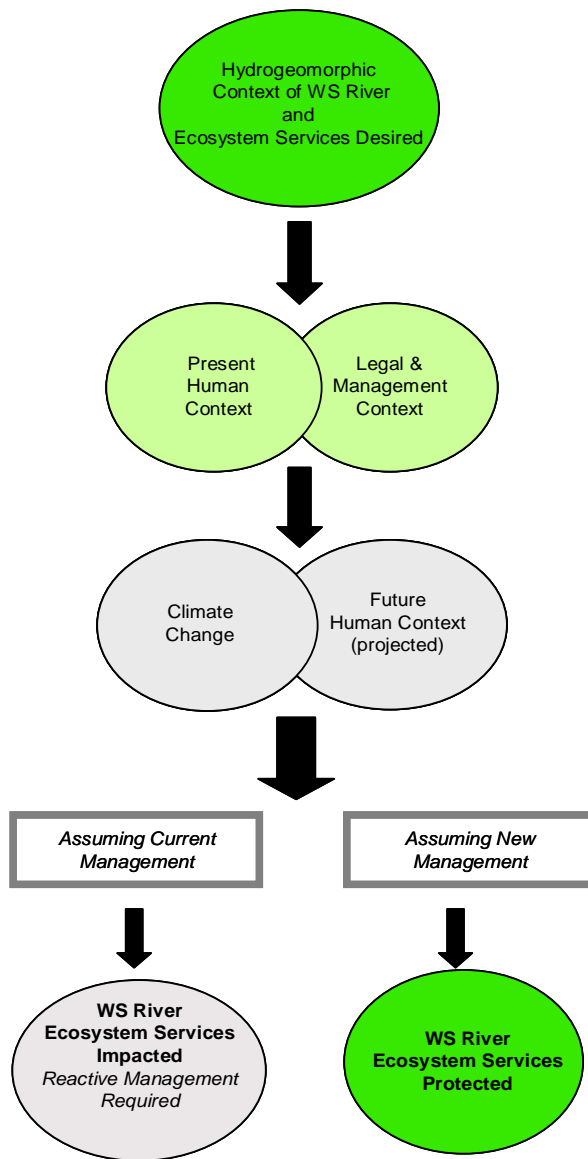 Hydrogeomorphic
Context of WS River
and
Ecosystem Services Desired
Present
Human
Context
Legal &
Management
Context
Climate
Change
Future
Human Context
(projected)
Assuming Current
Management
Assuming New
Management
WS River
Ecosystem Services
Impacted
Reactive Management
Required
WS River
Ecosystem Services
Protected